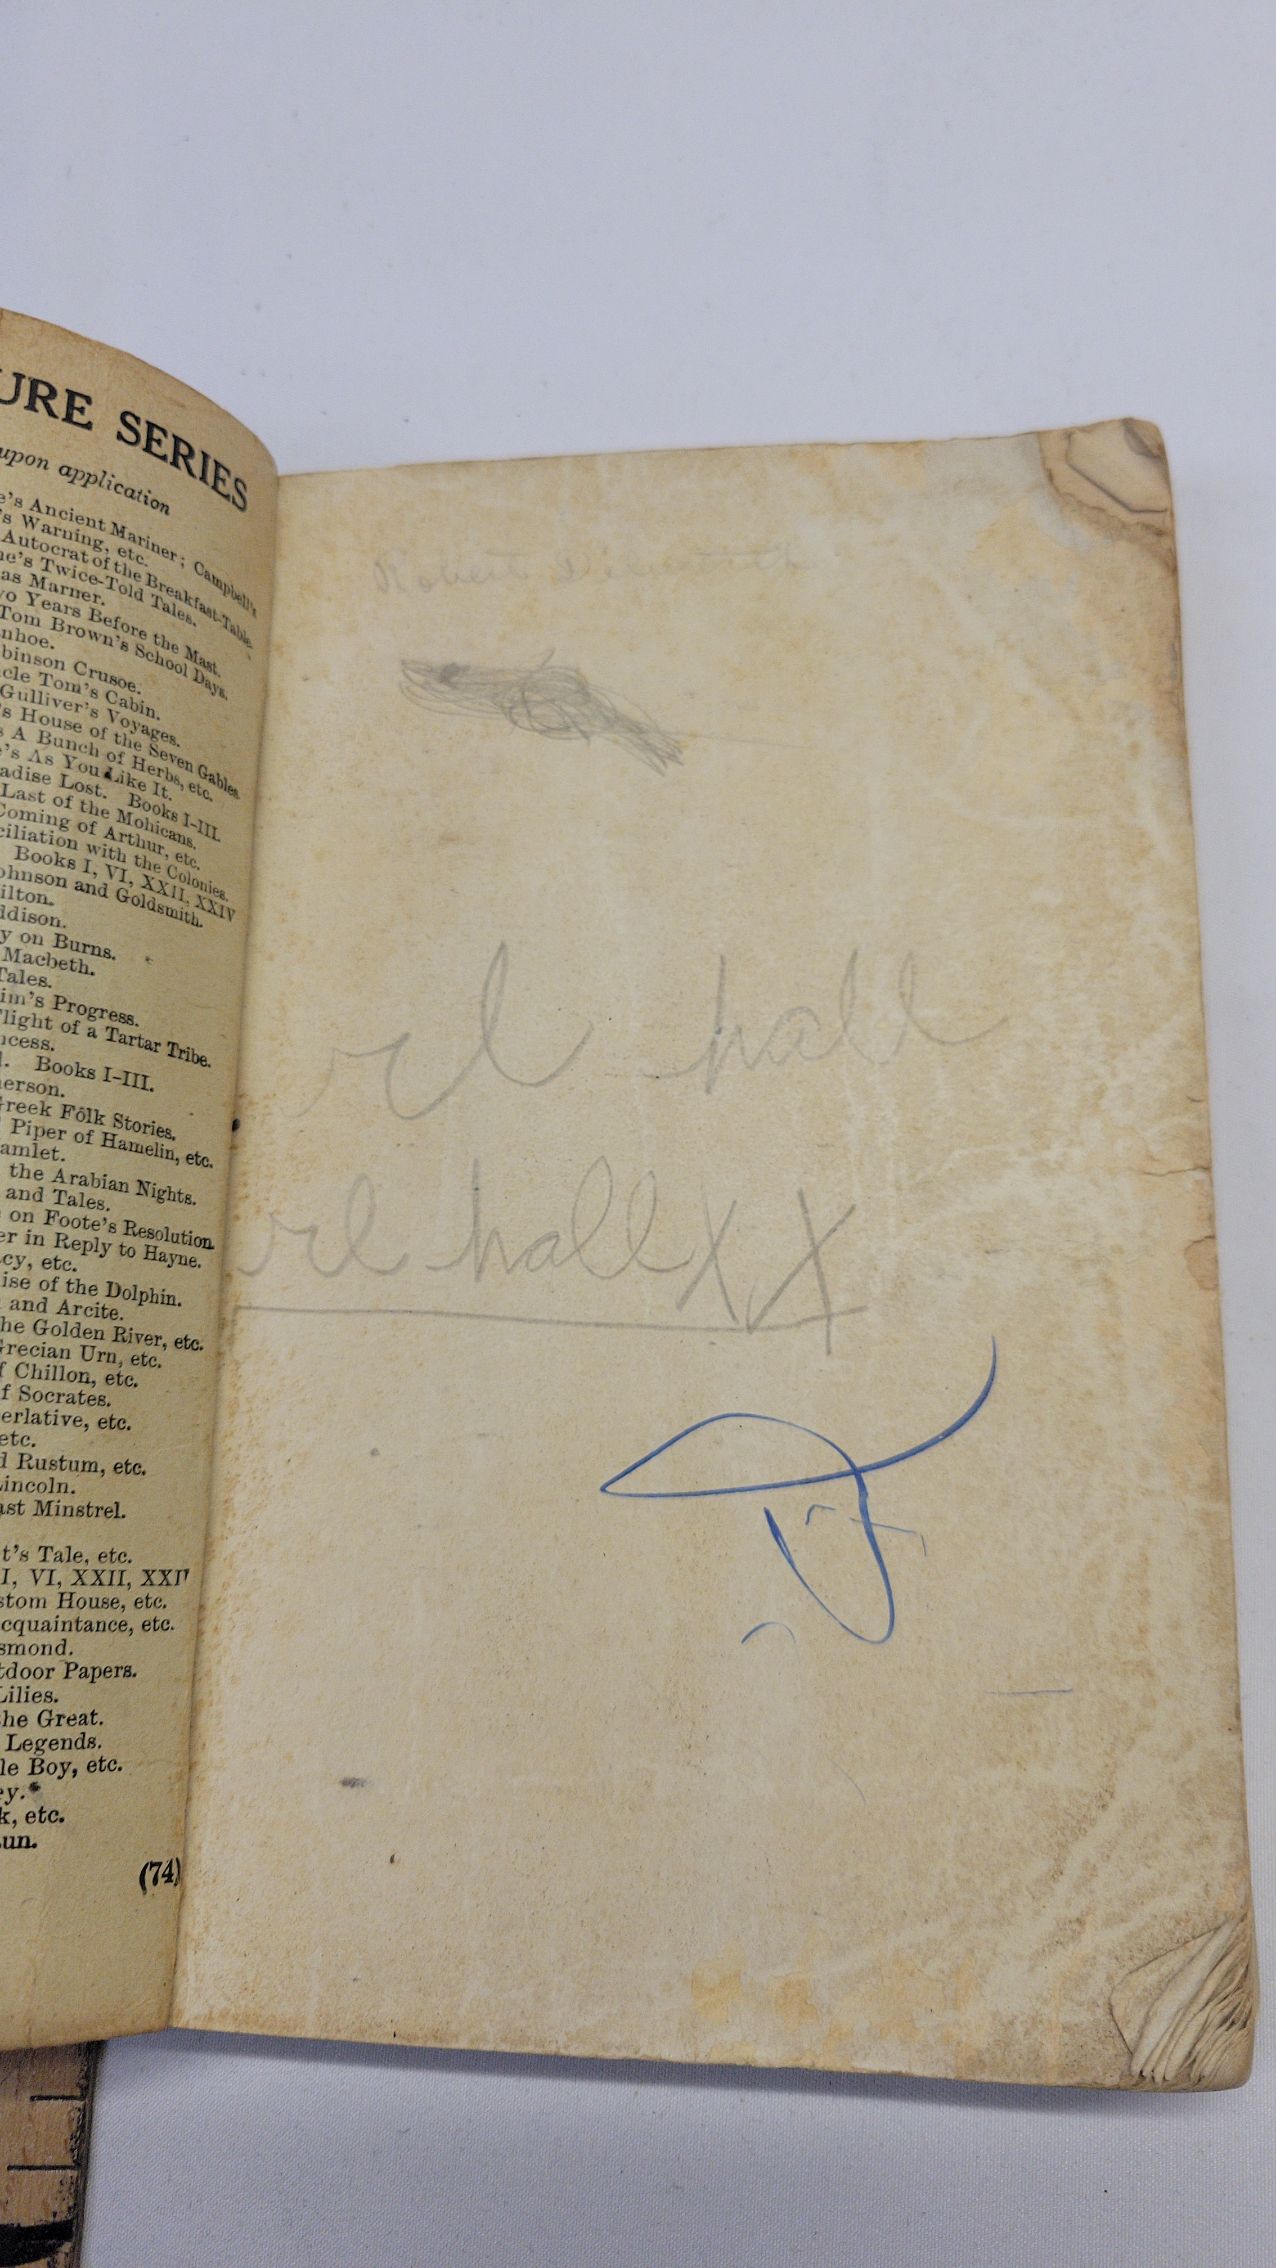 URE SERIES
upon application
e's Ancient Mariner; Campbell's
's Warning, etc.
Autocrat of the Breakfast-Table
ne's Twice-Told Tales.
as Marner.
vo Years Before the Mast.
Tom Brown's School Days.
nhoe.
binson Crusoe.
cle Tom's Cabin.
Gulliver's Voyages.
's House of the Seven Gables
s A Bunch of Herbs, etc.
e's As You Like It.
adise Lost. Books I-III.
Last of the Mohicans.
Coming of Arthur, etc.
ciliation with the Colonies.
Books I, VI, XXII, XXIV
ohnson and Goldsmith.
ilton.
ddison.
y on Burns.
Macbeth.
Tales.
im's Progress.
Flight of a Tartar Tribe.
ncess.
. Books I-III.
nerson.
Greek Folk Stories.
Piper of Hamelin, etc.
amlet.
the Arabian Nights.
and Tales.
on Foote's Resolution
er in Reply to Hayne.
cy, etc.
ise of the Dolphin.
and Arcite.
he Golden River, etc.
Grecian Urn, etc.
f Chillon, etc.
f Socrates.
erlative, etc.
etc.
d Rustum, etc.
Lincoln.
ast Minstrel.
t's Tale, etc.
I, VI, XXII, XXIV
stom House, etc.
cquaintance, etc.
smond.
tdoor Papers.
Lilies.
he Great.
Legends.
le Boy, etc.
ey.
k, etc.
un.
(74)
Robert
rl hall
rl hall XX